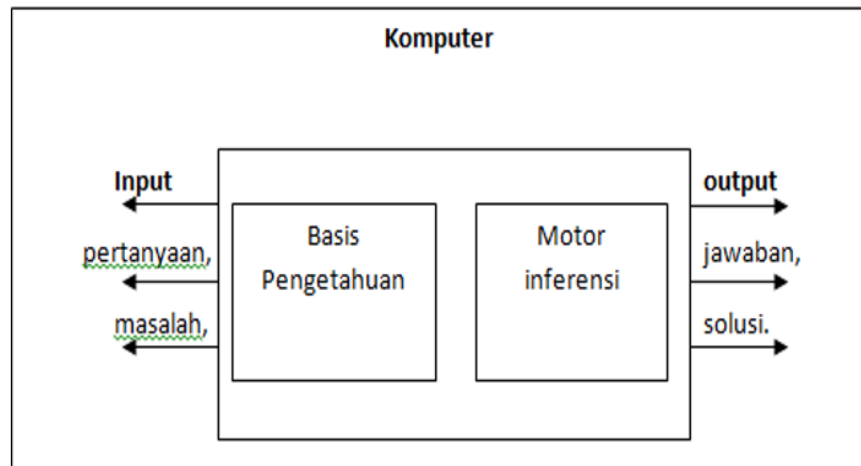 Komputer
Input
pertanyaan,
masalah,
Basis
Pengetahuan
Motor
inferensi
output
jawaban,
solusi.